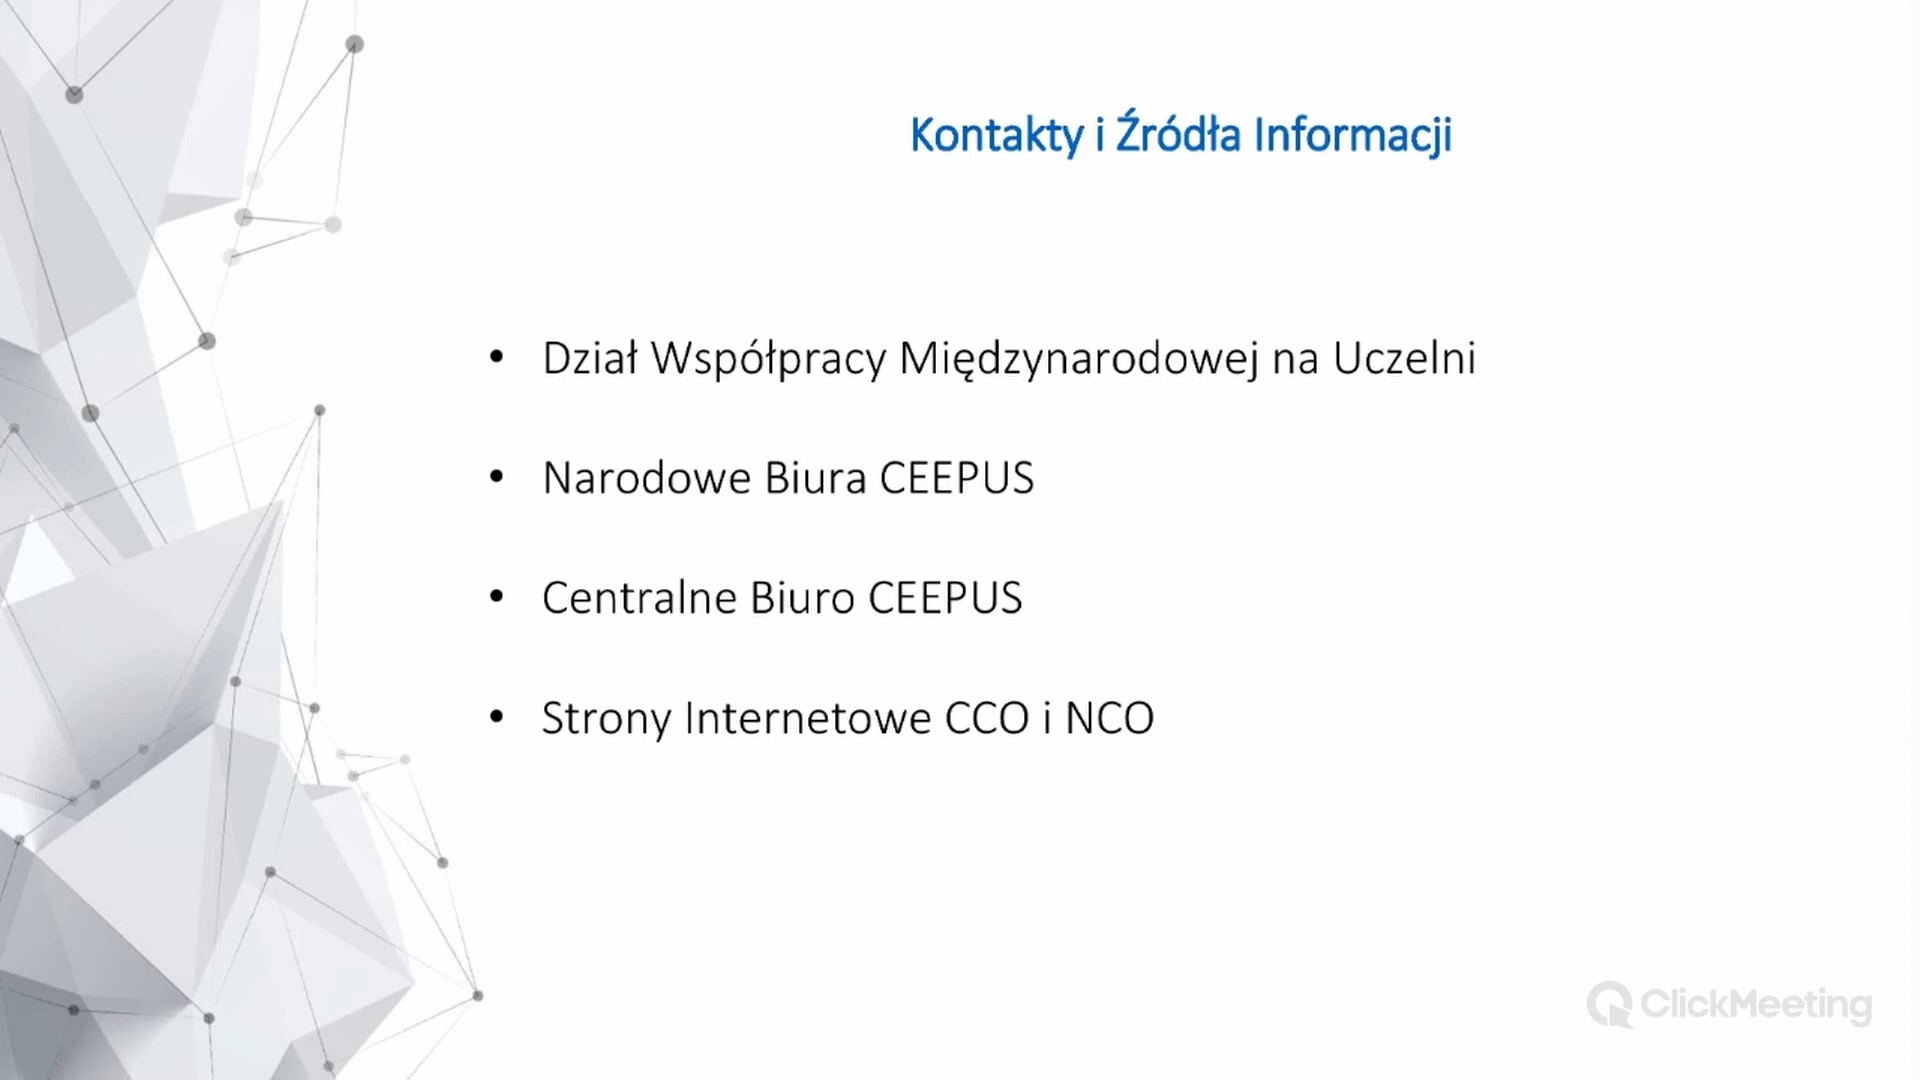 Kontakty i Źródła Informacji
• Dział Współpracy Międzynarodowej na Uczelni
• Narodowe Biura CEEPUS
• Centralne Biuro CEEPUS
• Strony Internetowe CCO i NCO
ClickMeeting